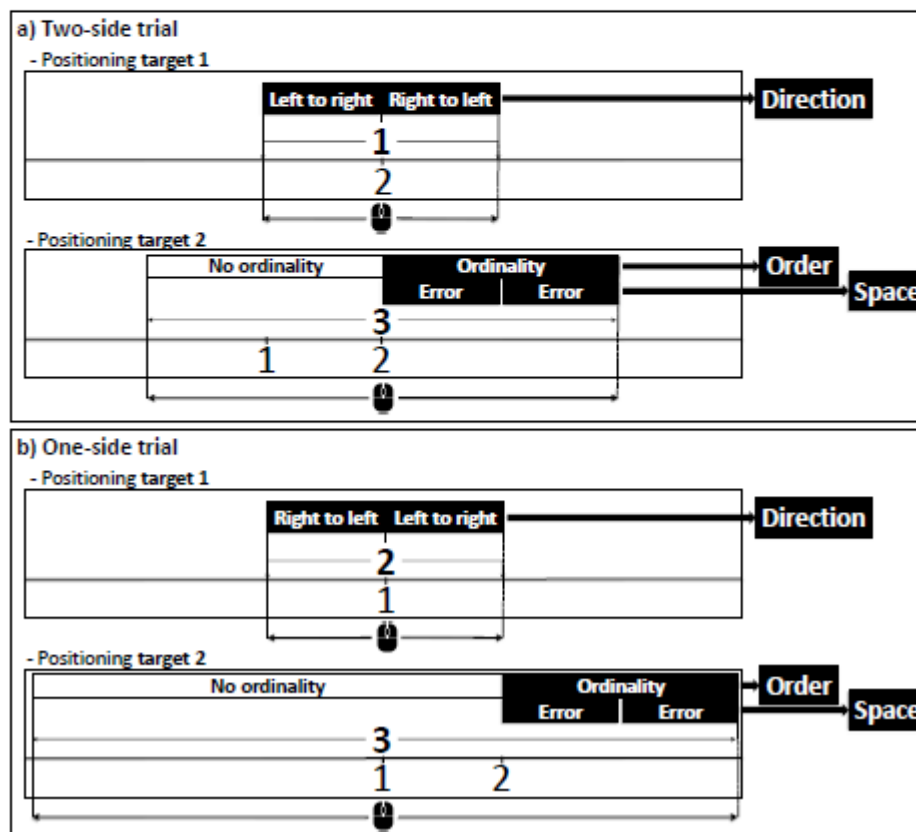 a) Two-side trial
- Positioning target 1
Left to right Right to left
Direction
1
2
- Positioning target 2
No ordinality Ordinality
Order
Error Error
Space
3
1 2
b) One-side trial
- Positioning target 1
Right to left Left to right
Direction
2
1
- Positioning target 2
No ordinality Ordinality
Order
Error Error
Space
3
1 2